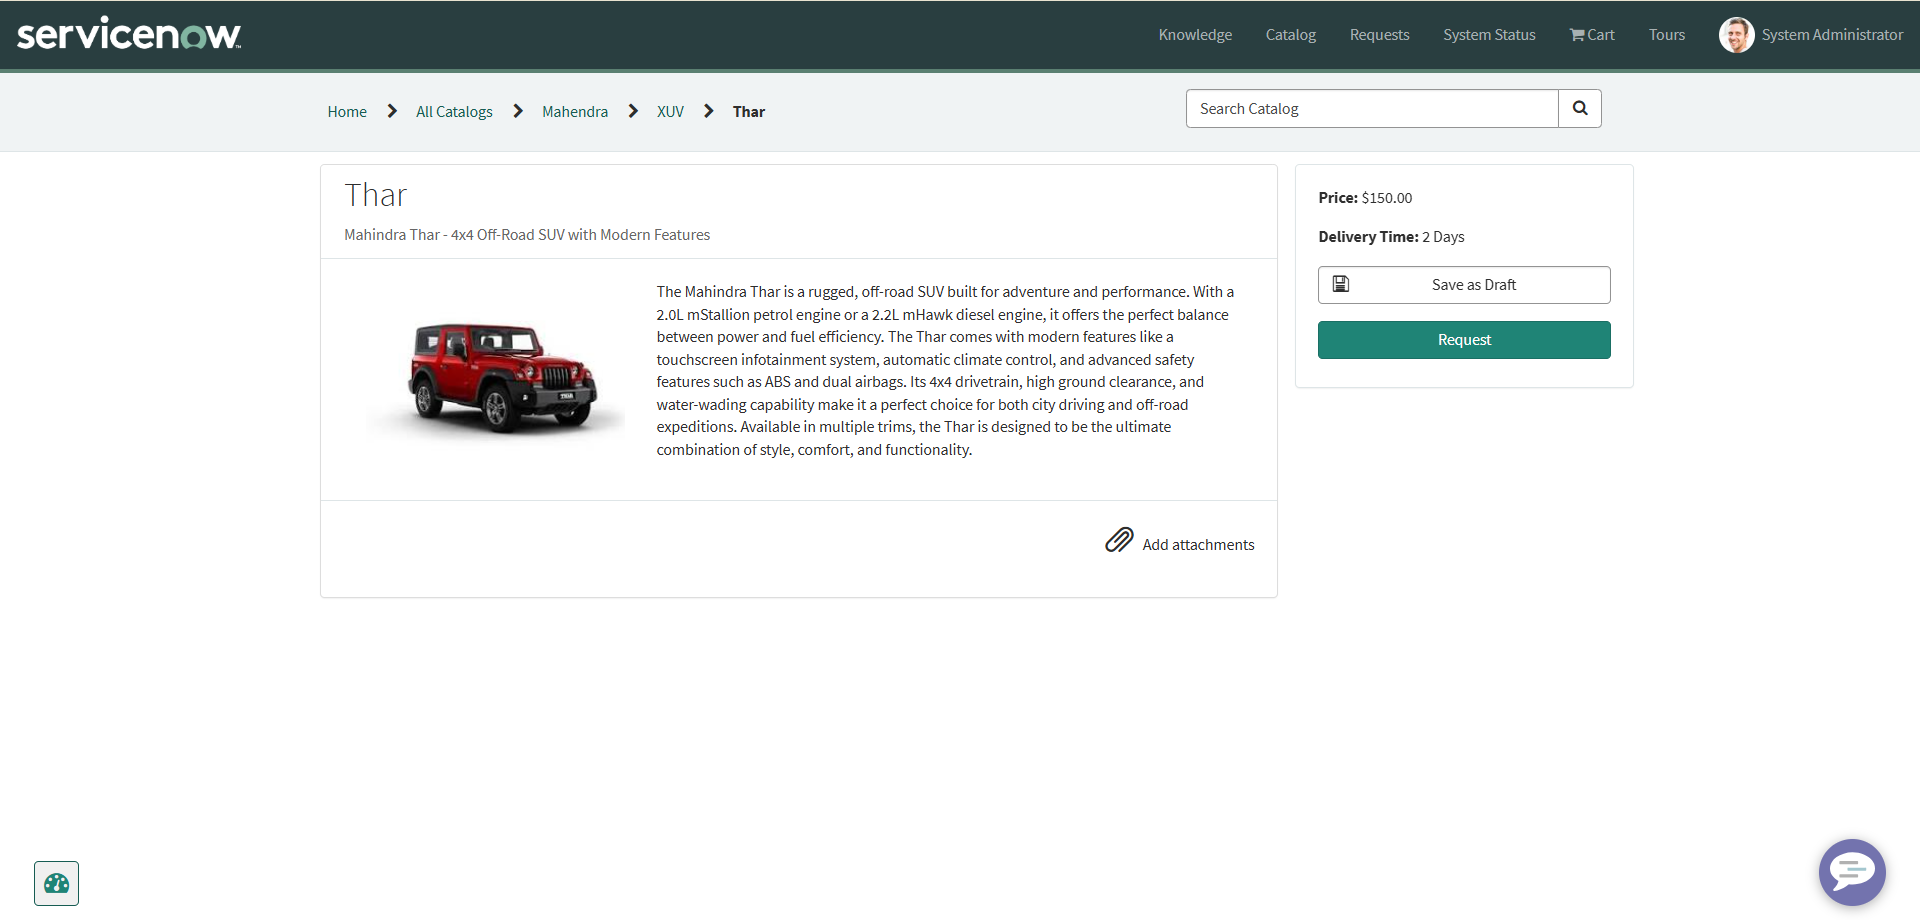 servicenow
Knowledge
Catalog
Requests
System Status
Cart
Tours
System Administrator
Home
All Catalogs
Mahendra
XUV
Thar
Search Catalog
Thar
Mahindra Thar - 4x4 Off-Road SUV with Modern Features
The Mahindra Thar is a rugged, off-road SUV built for adventure and performance. With a
2.0L mStallion petrol engine or a 2.2L mHawk diesel engine, it offers the perfect balance
between power and fuel efficiency. The Thar comes with modern features like a
touchscreen infotainment system, automatic climate control, and advanced safety
features such as ABS and dual airbags. Its 4x4 drivetrain, high ground clearance, and
water-wading capability make it a perfect choice for both city driving and off-road
expeditions. Available in multiple trims, the Thar is designed to be the ultimate
combination of style, comfort, and functionality.
Add attachments
Price: $150.00
Delivery Time: 2 Days
Save as Draft
Request